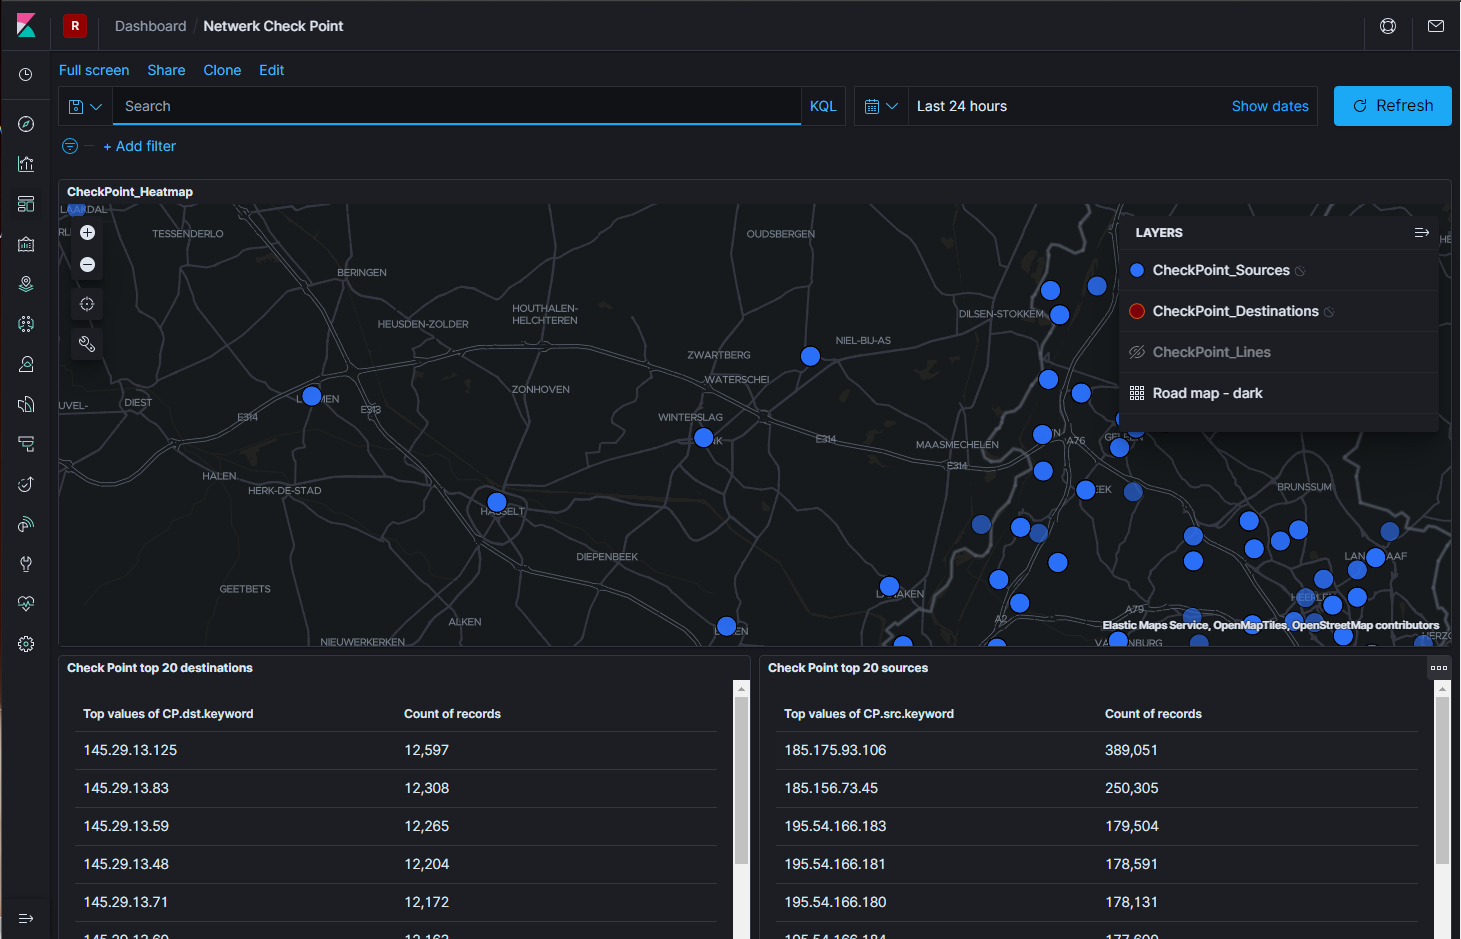 R
Dashboard / Netwerk Check Point
Full screen Share Clone Edit
Search KQL Last 24 hours Show dates Refresh
+ Add filter
CheckPoint_Heatmap
LAAKDAL
TESSENDERLO
OUDSBERGEN
BERINGEN
HOUTHALEN-
HELCHTEREN
HEUSDEN-ZOLDER
DILSEN-STOKKEM
NIEL-BIJ-AS
ZWARTBERG
WATERSCHEI
ZONHOVEN
UVEL-
DIEST
E314
E313
WINTERSLAG
E314
MAASMECHELEN
A76
E314
HALEN
HERK-DE-STAD
BRUNSSUM
HASSELT
DIEPENBEEK
GEETBETS
ALKEN
A79
A2
NIEUWERKERKEN
LAYERS
CheckPoint_Sources
CheckPoint_Destinations
CheckPoint_Lines
Road map - dark
Elastic Maps Service, OpenMapTiles, OpenStreetMap contributors
Check Point top 20 destinations
Top values of CP.dst.keyword Count of records
145.29.13.125 12,597
145.29.13.83 12,308
145.29.13.59 12,265
145.29.13.48 12,204
145.29.13.71 12,172
Check Point top 20 sources
Top values of CP.src.keyword Count of records
185.175.93.106 389,051
185.156.73.45 250,305
195.54.166.183 179,504
195.54.166.181 178,591
195.54.166.180 178,131